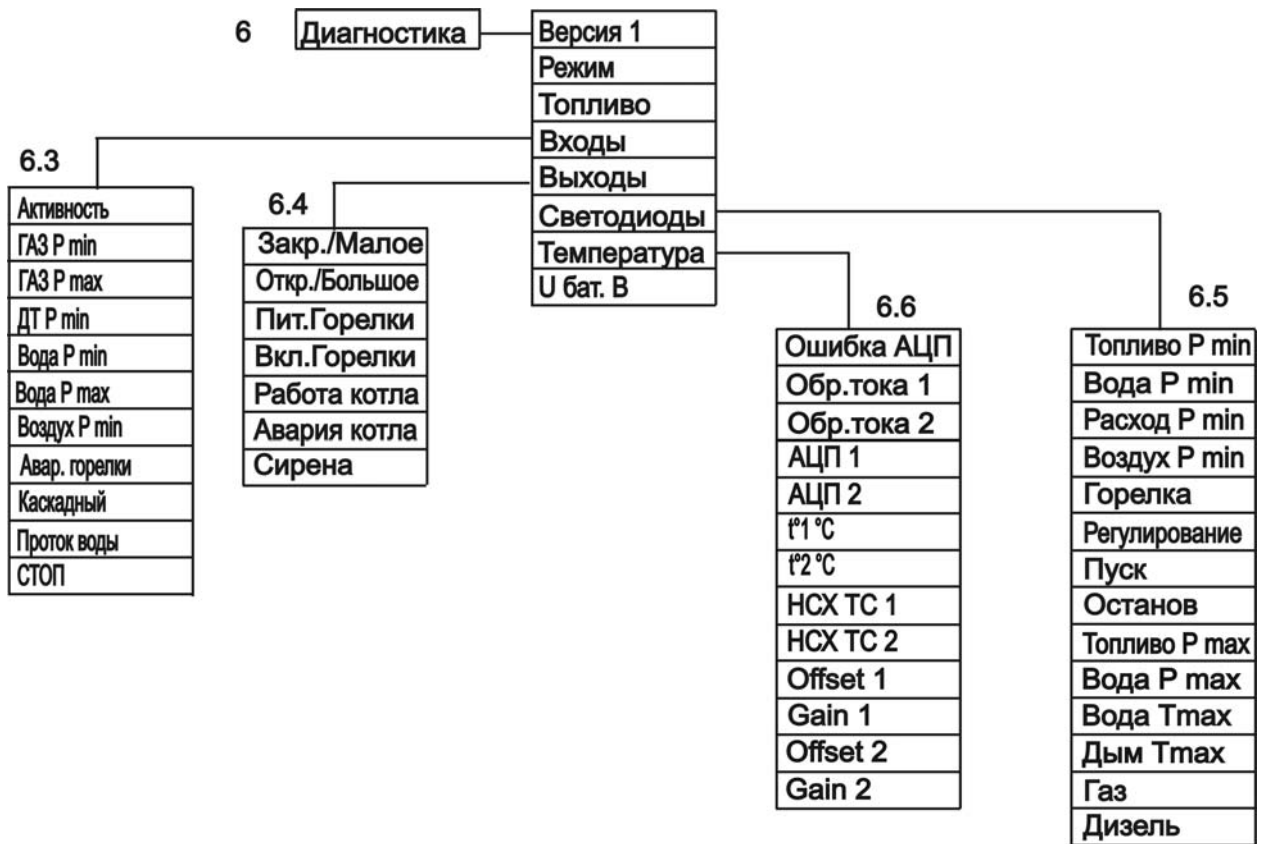 6 Диагностика
Версия 1
Режим
Топливо
Входы
Выходы
Светодиоды
Температура
U бат. В
6.3
Активность
ГАЗ P min
ГАЗ P max
ДТ P min
Вода P min
Вода P max
Воздух P min
Авар. горелки
Каскадный
Проток воды
СТОП
6.4
Закр./Малое
Откр./Большое
Пит.Горелки
Вкл.Горелки
Работа котла
Авария котла
Сирена
6.6
Ошибка АЦП
Обр.тока 1
Обр.тока 2
АЦП 1
АЦП 2
t°1 °C
t°2 °C
НСХ ТС 1
НСХ ТС 2
Offset 1
Gain 1
Offset 2
Gain 2
6.5
Топливо P min
Вода P min
Расход P min
Воздух P min
Горелка
Регулирование
Пуск
Останов
Топливо P max
Вода P max
Вода Tmax
Дым Tmax
Газ
Дизель